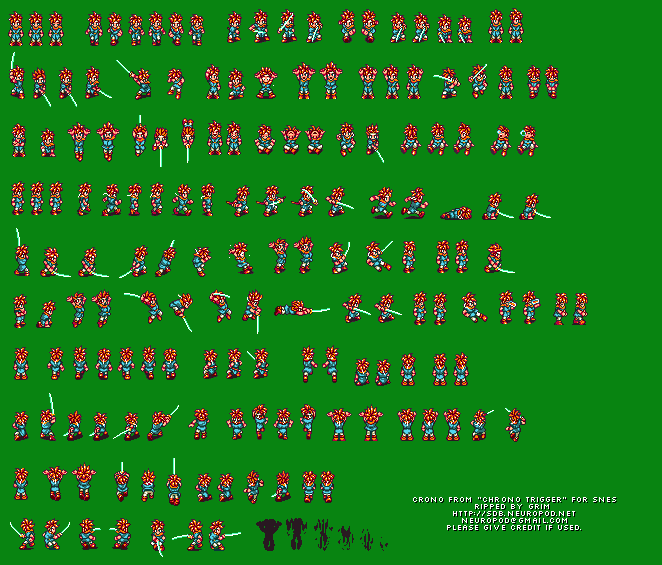 CRONO FROM "CHRONO TRIGGER" FOR SNES
RIPPED BY GRIM
HTTP://SDB.NEUROPOD.NET
NEUROPOD@GMAIL.COM
PLEASE GIVE CREDIT IF USED.